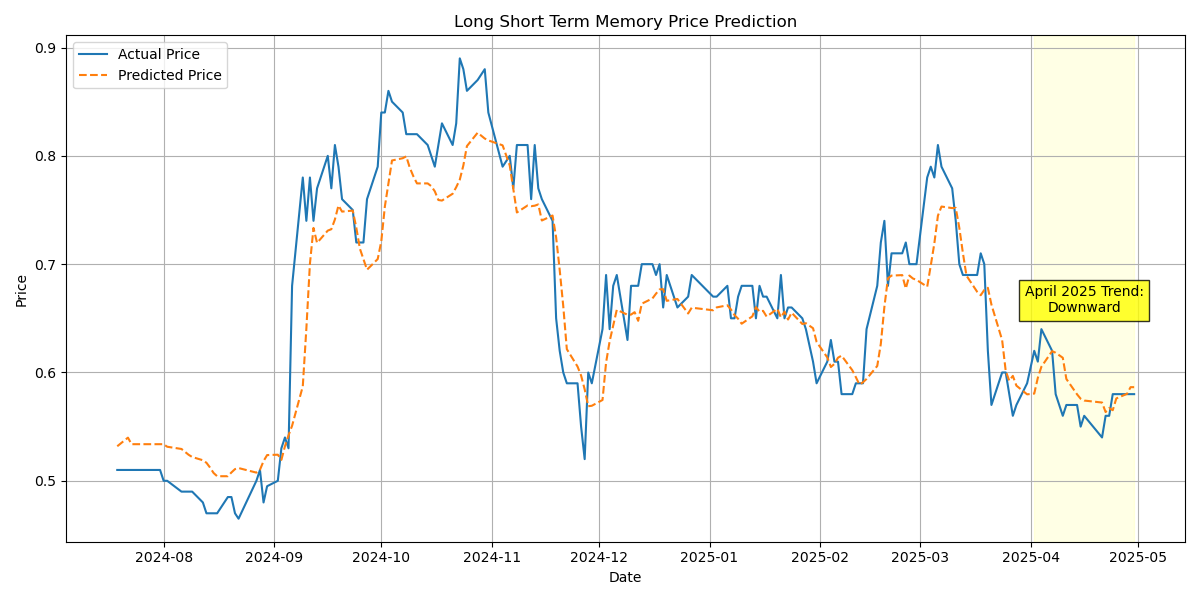 Long Short Term Memory Price Prediction
Actual Price
Predicted Price
April 2025 Trend:
Downward
Price
0.9
0.8
0.7
0.6
0.5
2024-08 2024-09 2024-10 2024-11 2024-12 2025-01 2025-02 2025-03 2025-04 2025-05
Date